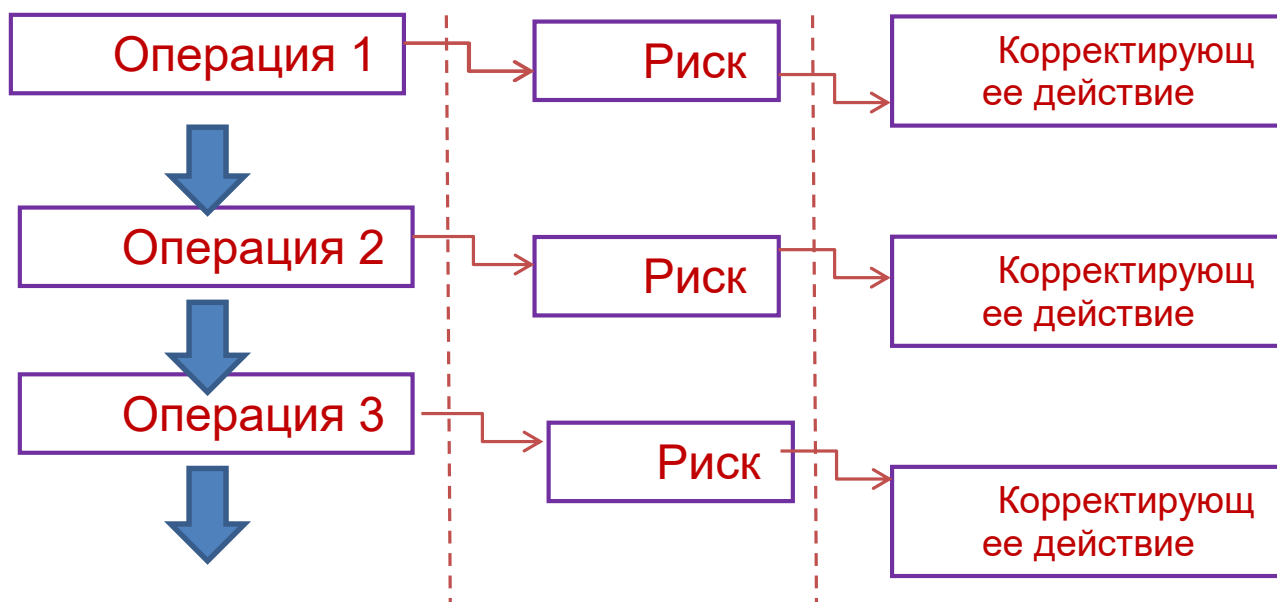 Операция 1
Риск
Корректирующ
ее действие
Операция 2
Риск
Корректирующ
ее действие
Операция 3
Риск
Корректирующ
ее действие